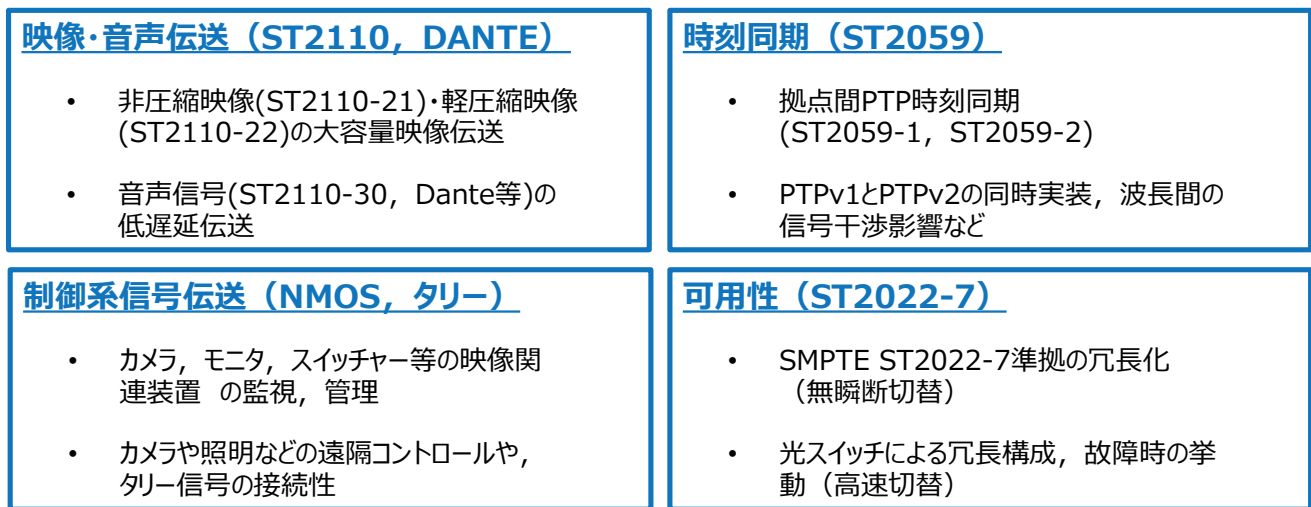 映像･音声伝送（ST2110，DANTE）
• 非圧縮映像(ST2110-21)･軽圧縮映像
(ST2110-22)の大容量映像伝送
• 音声信号(ST2110-30，Dante等)の
低遅延伝送
時刻同期（ST2059）
• 拠点間PTP時刻同期
(ST2059-1，ST2059-2)
• PTPv1とPTPv2の同時実装，波長間の
信号干渉影響など
制御系信号伝送（NMOS，タリー）
• カメラ，モニタ，スイッチャー等の映像関
連装置 の監視，管理
• カメラや照明などの遠隔コントロールや，
タリー信号の接続性
可用性（ST2022-7）
• SMPTE ST2022-7準拠の冗長化
（無瞬断切替）
• 光スイッチによる冗長構成，故障時の挙
動（高速切替）